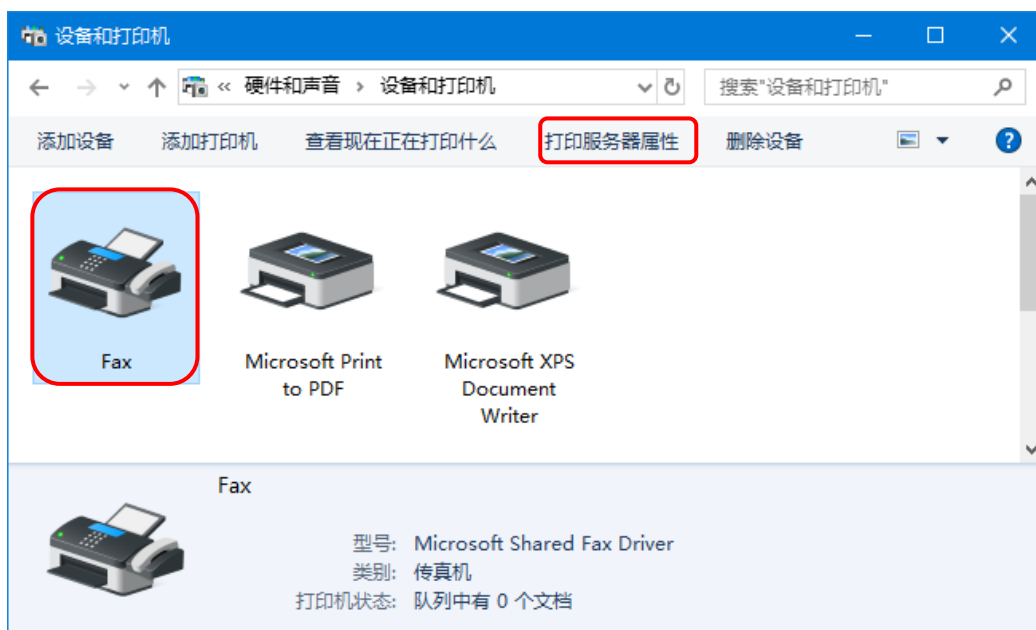 设备和打印机
« 硬件和声音 › 设备和打印机
搜索"设备和打印机"
添加设备 添加打印机 查看现在正在打印什么 打印服务器属性 删除设备
Fax
Microsoft Print
to PDF
Microsoft XPS
Document
Writer
Fax
型号: Microsoft Shared Fax Driver
类别: 传真机
打印机状态: 队列中有 0 个文档